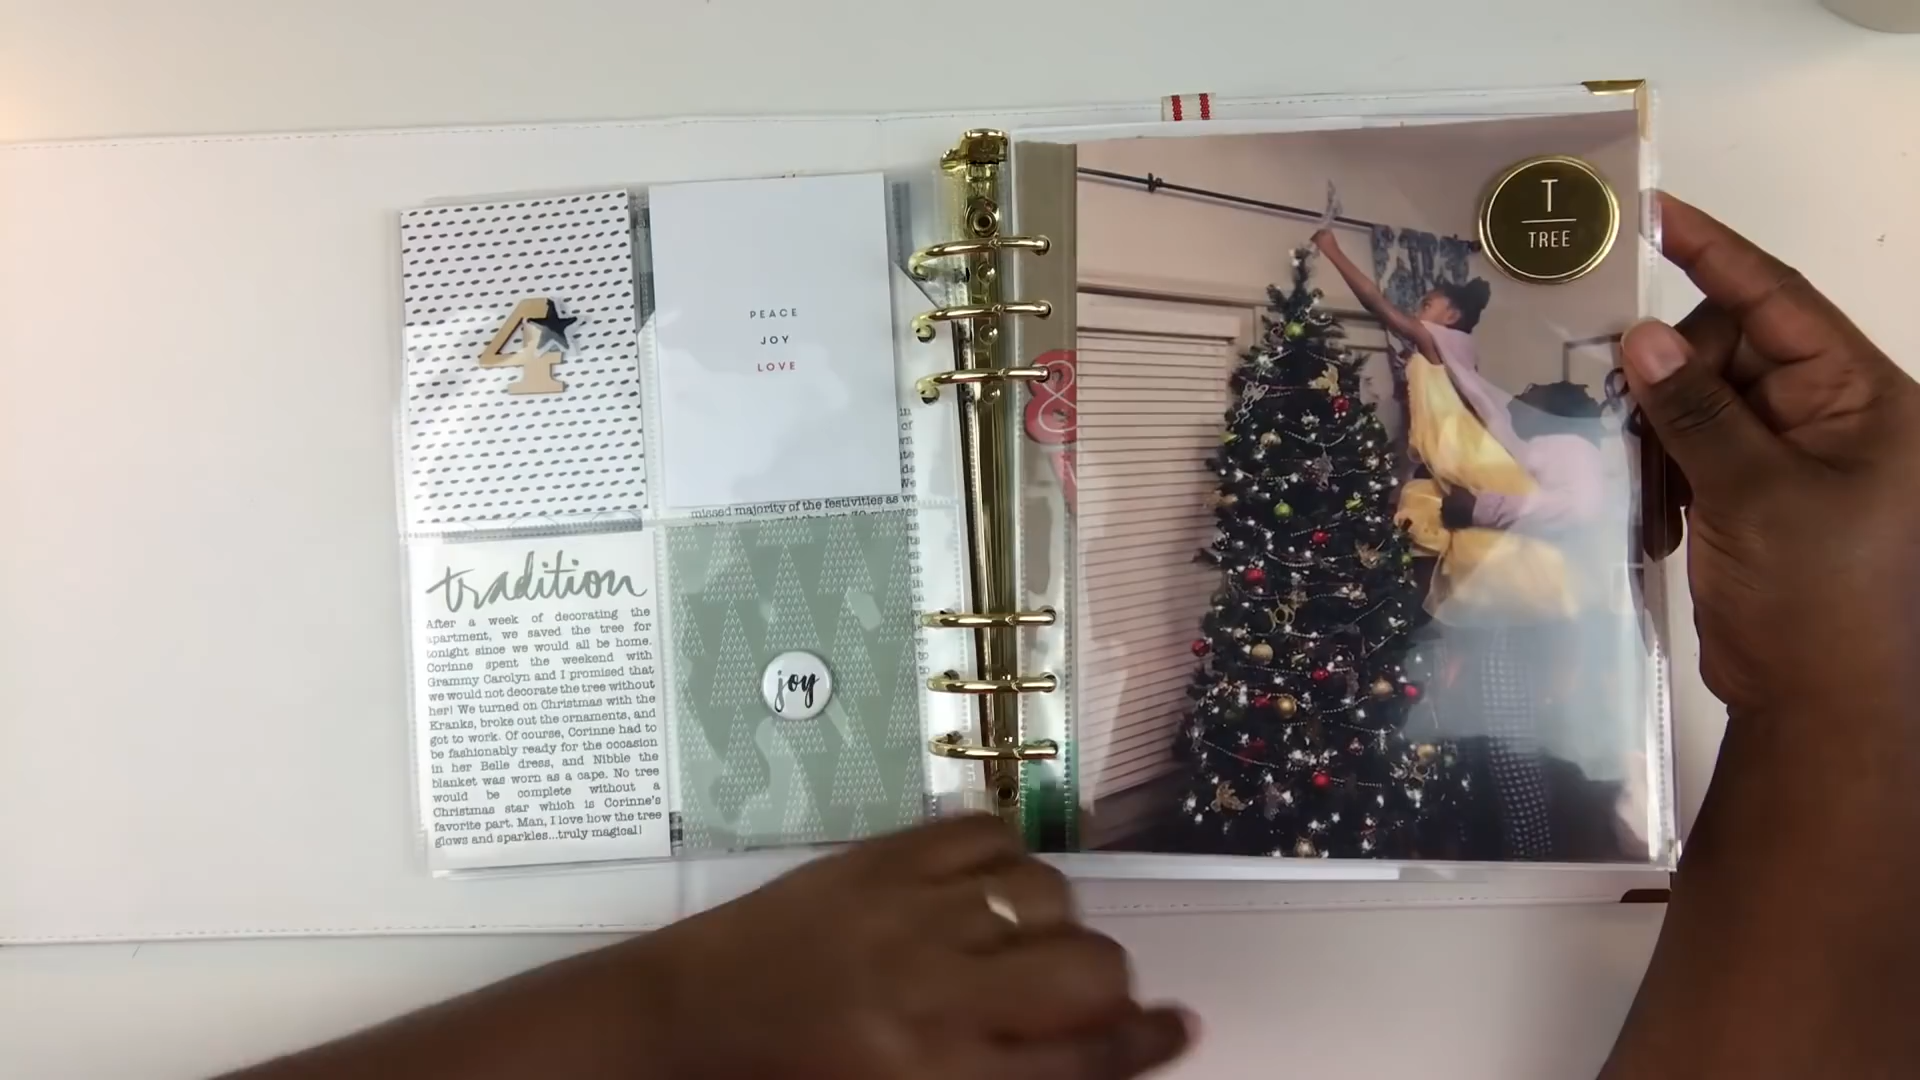 4
PEACE
JOY
LOVE
missed majority of the festivities as we
tradition
After a week of decorating the
apartment, we saved the tree for
tonight since we would all be home.
Corinne spent the weekend with
Grammy Carolyn and I promised that
we would not decorate the tree without
her! We turned on Christmas with the
Kranks, broke out the ornaments, and
got to work. Of course, Corinne had to
be fashionably ready for the occasion
in her Belle dress, and Nibble the
blanket was worn as a cape. No tree
would be complete without a
Christmas star which is Corinne's
favorite part. Man, I love how the tree
glows and sparkles...truly magical!
joy
&
T
TREE